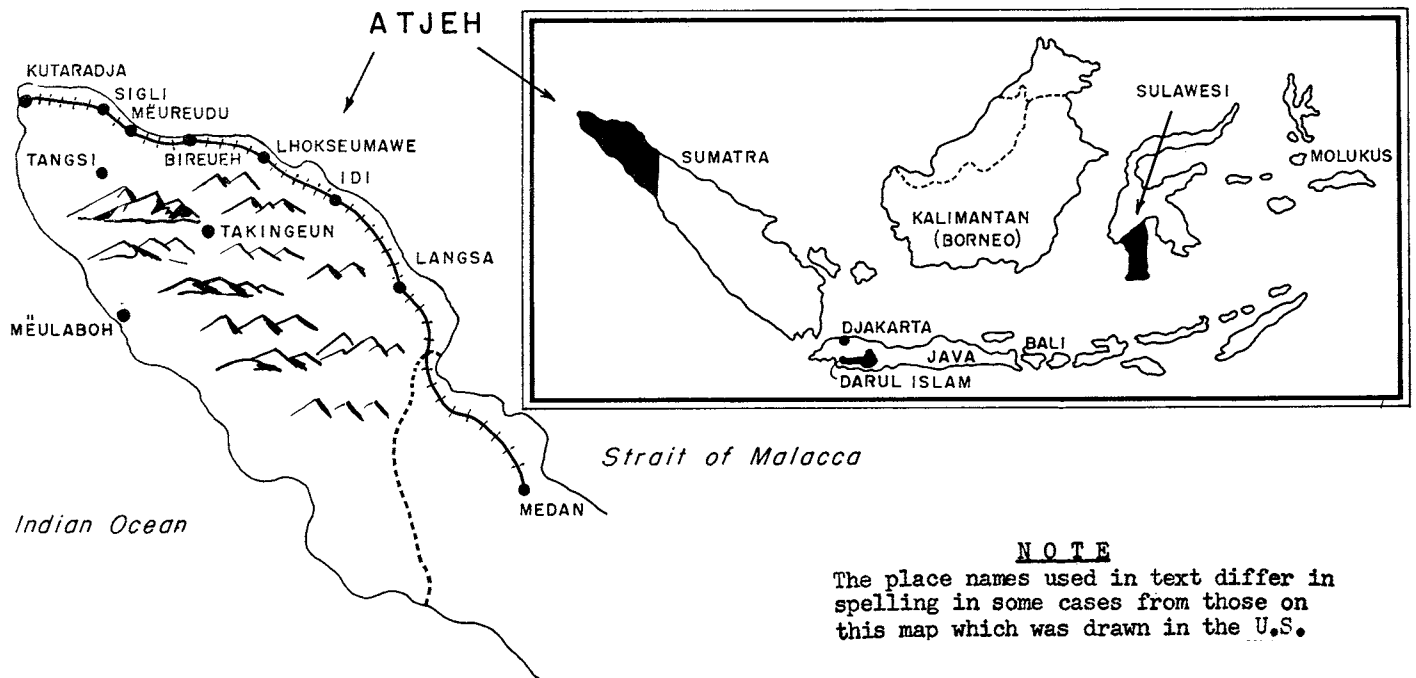 ATJEH
KUTARADJA
SIGLI
MËUREUDU
BIREUEH
LHOKSEUMAWE
TANGSI
IDI
TAKINGEUN
LANGSA
MËULABOH
MEDAN
Strait of Malacca
Indian Ocean
SUMATRA
KALIMANTAN
(BORNEO)
SULAWESI
MOLUKUS
DJAKARTA
JAVA
BALI
DARUL ISLAM
NOTE
The place names used in text differ in
spelling in some cases from those on
this map which was drawn in the U.S.